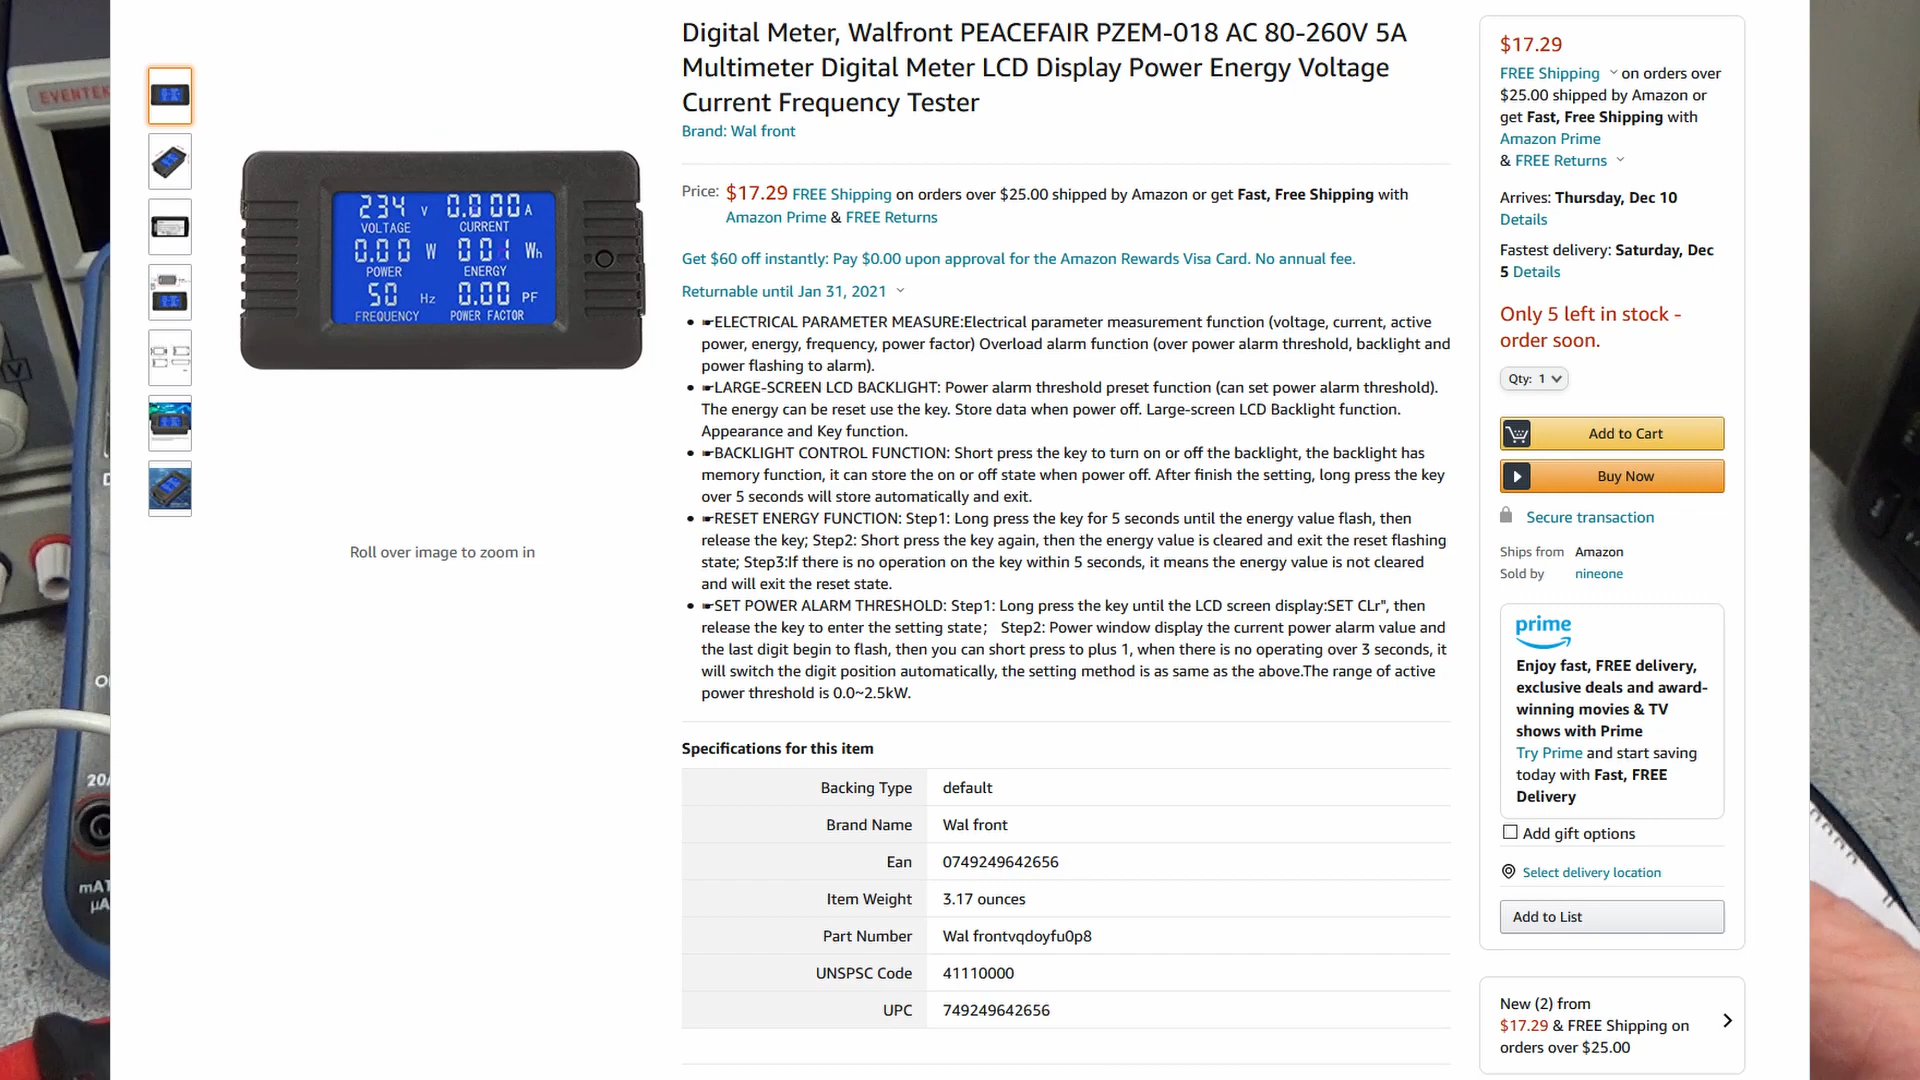 EVENTEK
V
20A
mAT
µA
Digital Meter, Walfront PEACEFAIR PZEM-018 AC 80-260V 5A
Multimeter Digital Meter LCD Display Power Energy Voltage
Current Frequency Tester
Brand: Wal front
234 V 0.000 A
VOLTAGE CURRENT
0.00 W 001 Wh
POWER ENERGY
50 Hz 0.00 PF
FREQUENCY POWER FACTOR
Roll over image to zoom in
Price: $17.29 FREE Shipping on orders over $25.00 shipped by Amazon or get Fast, Free Shipping with
Amazon Prime & FREE Returns
Get $60 off instantly: Pay $0.00 upon approval for the Amazon Rewards Visa Card. No annual fee.
Returnable until Jan 31, 2021
• ☛ELECTRICAL PARAMETER MEASURE:Electrical parameter measurement function (voltage, current, active
power, energy, frequency, power factor) Overload alarm function (over power alarm threshold, backlight and
power flashing to alarm).
• ☛LARGE-SCREEN LCD BACKLIGHT: Power alarm threshold preset function (can set power alarm threshold).
The energy can be reset use the key. Store data when power off. Large-screen LCD Backlight function.
Appearance and Key function.
• ☛BACKLIGHT CONTROL FUNCTION: Short press the key to turn on or off the backlight, the backlight has
memory function, it can store the on or off state when power off. After finish the setting, long press the key
over 5 seconds will store automatically and exit.
• ☛RESET ENERGY FUNCTION: Step1: Long press the key for 5 seconds until the energy value flash, then
release the key; Step2: Short press the key again, then the energy value is cleared and exit the reset flashing
state; Step3:If there is no operation on the key within 5 seconds, it means the energy value is not cleared
and will exit the reset state.
• ☛SET POWER ALARM THRESHOLD: Step1: Long press the key until the LCD screen display:SET CLr", then
release the key to enter the setting state； Step2: Power window display the current power alarm value and
the last digit begin to flash, then you can short press to plus 1, when there is no operating over 3 seconds, it
will switch the digit position automatically, the setting method is as same as the above.The range of active
power threshold is 0.0~2.5kW.
Specifications for this item
Backing Type default
Brand Name Wal front
Ean 0749249642656
Item Weight 3.17 ounces
Part Number Wal frontvqdoyfu0p8
UNSPSC Code 41110000
UPC 749249642656
$17.29
FREE Shipping on orders over
$25.00 shipped by Amazon or
get Fast, Free Shipping with
Amazon Prime
& FREE Returns
Arrives: Thursday, Dec 10
Details
Fastest delivery: Saturday, Dec
5 Details
Only 5 left in stock -
order soon.
Qty: 1
Add to Cart
Buy Now
Secure transaction
Ships from Amazon
Sold by nineone
prime
Enjoy fast, FREE delivery,
exclusive deals and award-
winning movies & TV
shows with Prime
Try Prime and start saving
today with Fast, FREE
Delivery
Add gift options
Select delivery location
Add to List
New (2) from
$17.29 & FREE Shipping on
orders over $25.00